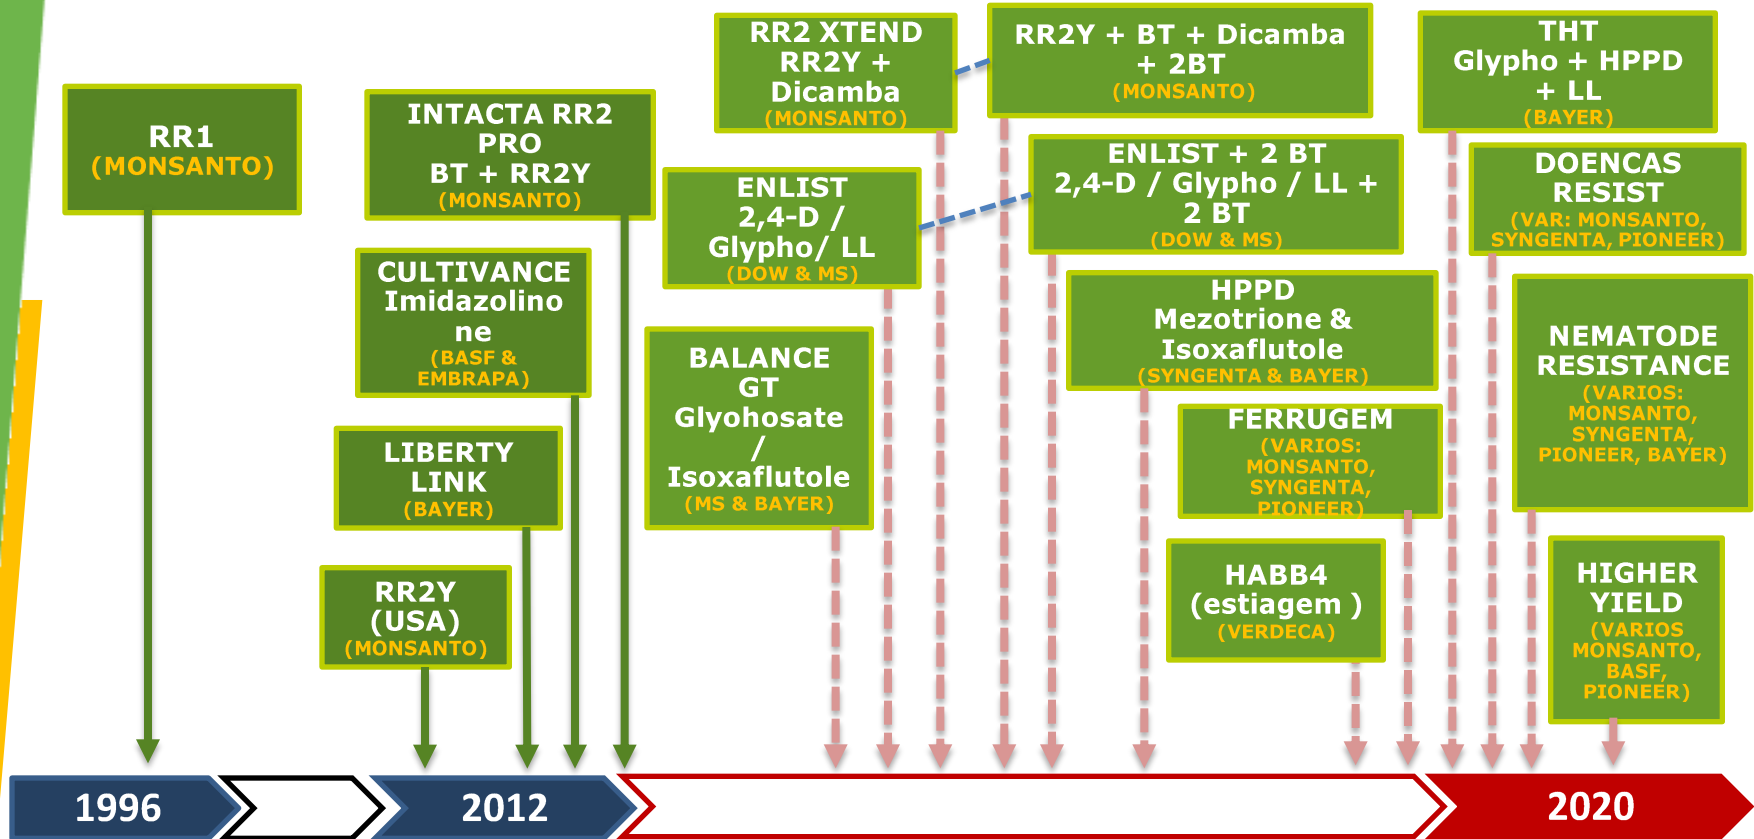 RR1
(MONSANTO)
INTACTA RR2
PRO
BT + RR2Y
(MONSANTO)
CULTIVANCE
Imidazolino
ne
(BASF &
EMBRAPA)
LIBERTY
LINK
(BAYER)
RR2Y
(USA)
(MONSANTO)
RR2 XTEND
RR2Y +
Dicamba
(MONSANTO)
RR2Y + BT + Dicamba
+ 2BT
(MONSANTO)
ENLIST
2,4-D /
Glypho/ LL
(DOW & MS)
ENLIST + 2 BT
2,4-D / Glypho / LL +
2 BT
(DOW & MS)
BALANCE
GT
Glyohosate
/
Isoxaflutole
(MS & BAYER)
HPPD
Mezotrione &
Isoxaflutole
(SYNGENTA & BAYER)
FERRUGEM
(VARIOS:
MONSANTO,
SYNGENTA,
PIONEER)
HABB4
(estiagem )
(VERDECA)
THT
Glypho + HPPD
+ LL
(BAYER)
DOENCAS
RESIST
(VAR: MONSANTO,
SYNGENTA, PIONEER)
NEMATODE
RESISTANCE
(VARIOS:
MONSANTO,
SYNGENTA,
PIONEER, BAYER)
HIGHER
YIELD
(VARIOS
MONSANTO,
BASF,
PIONEER)
1996
2012
2020